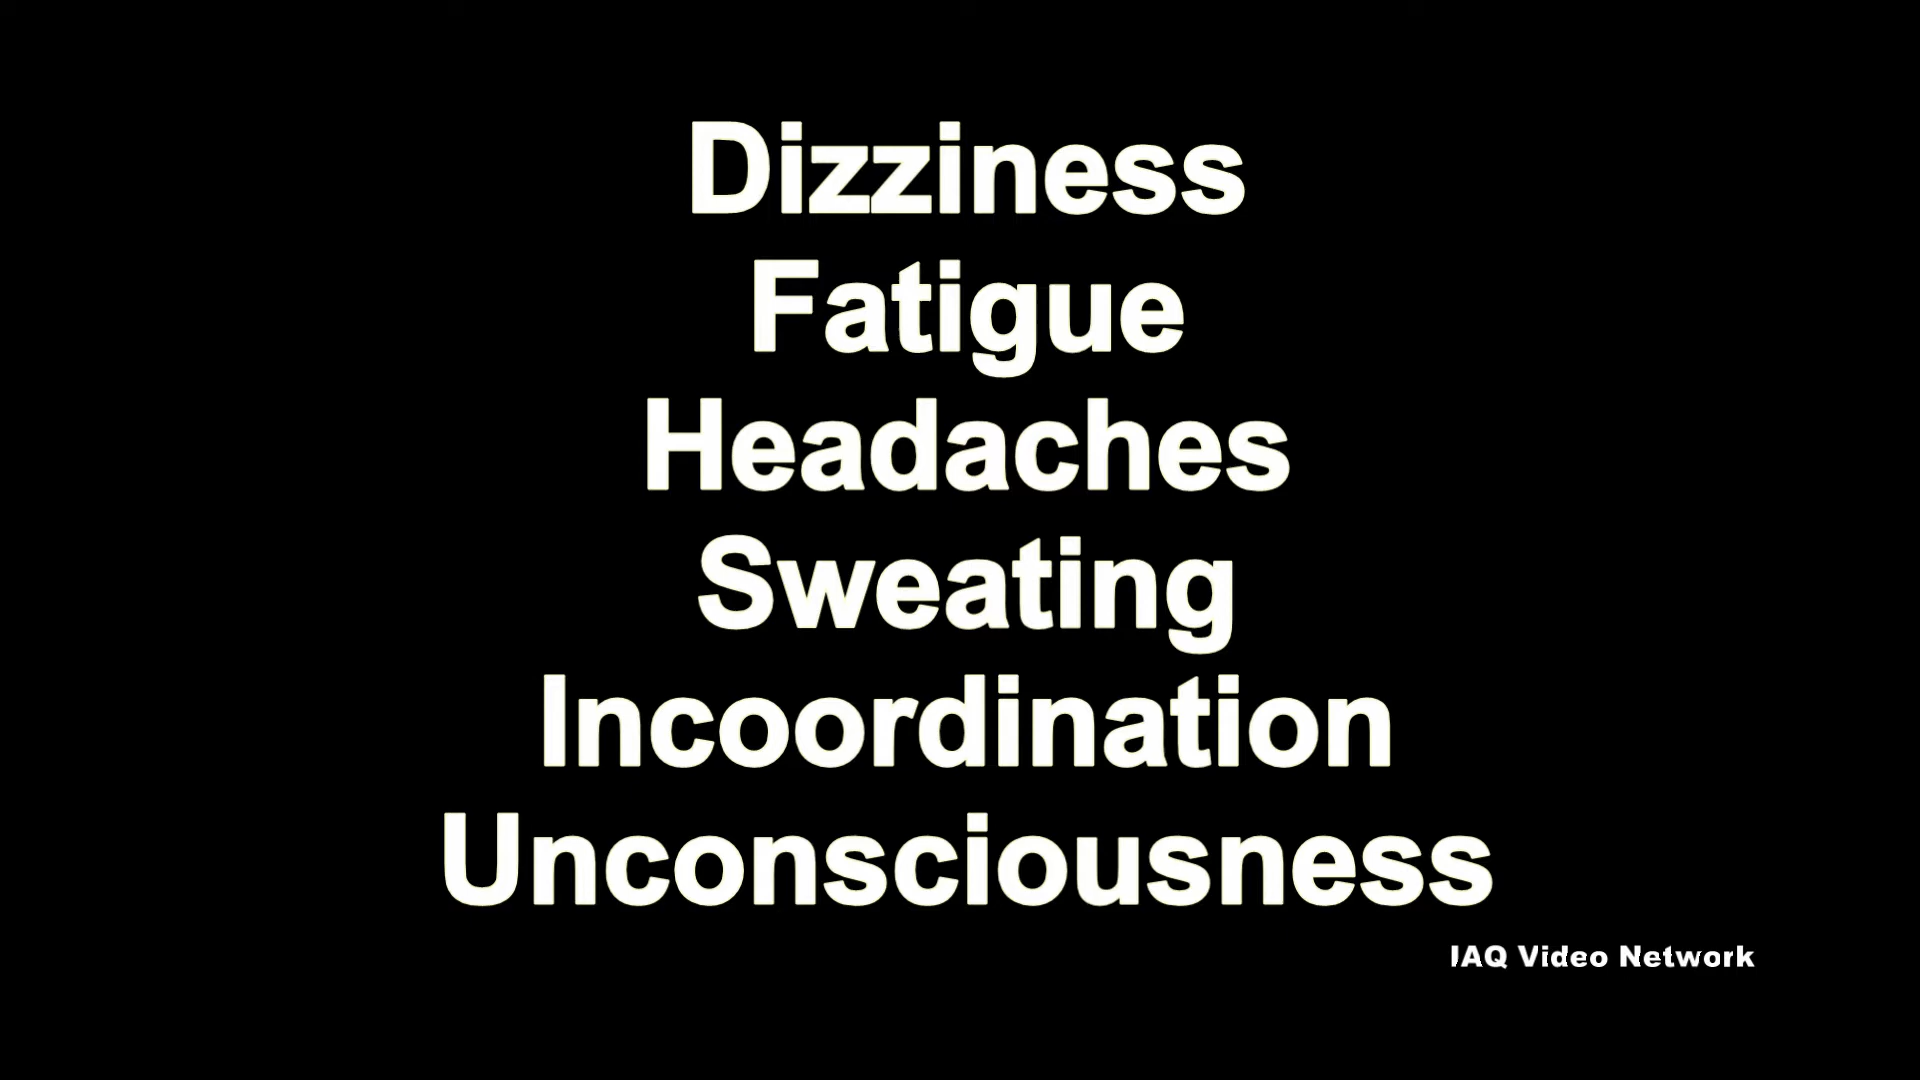 Dizziness
Fatigue
Headaches
Sweating
Incoordination
Unconsciousness
IAQ Video Network